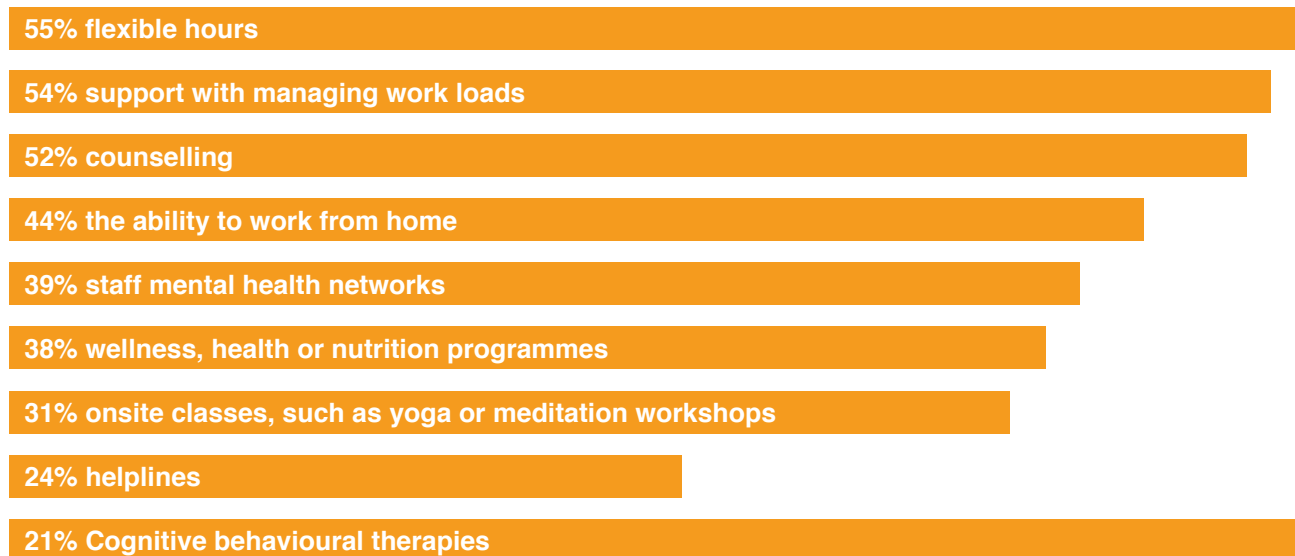 55% flexible hours
54% support with managing work loads
52% counselling
44% the ability to work from home
39% staff mental health networks
38% wellness, health or nutrition programmes
31% onsite classes, such as yoga or meditation workshops
24% helplines
21% Cognitive behavioural therapies